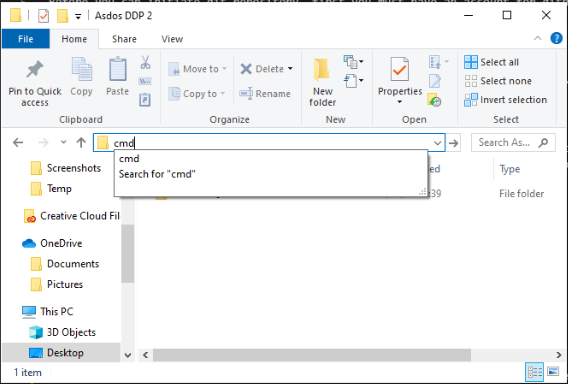 Asdos DDP 2
File Home Share View
Pin to Quick access
Copy
Paste
Move to
Copy to
Delete
Rename
New folder
Properties
Select all
Select none
Invert selection
Clipboard Organize New Open Select
cmd
Search As...
cmd
Search for "cmd"
Type
File folder
Screenshots
Temp
Creative Cloud Fil
OneDrive
Documents
Pictures
This PC
3D Objects
Desktop
1 item